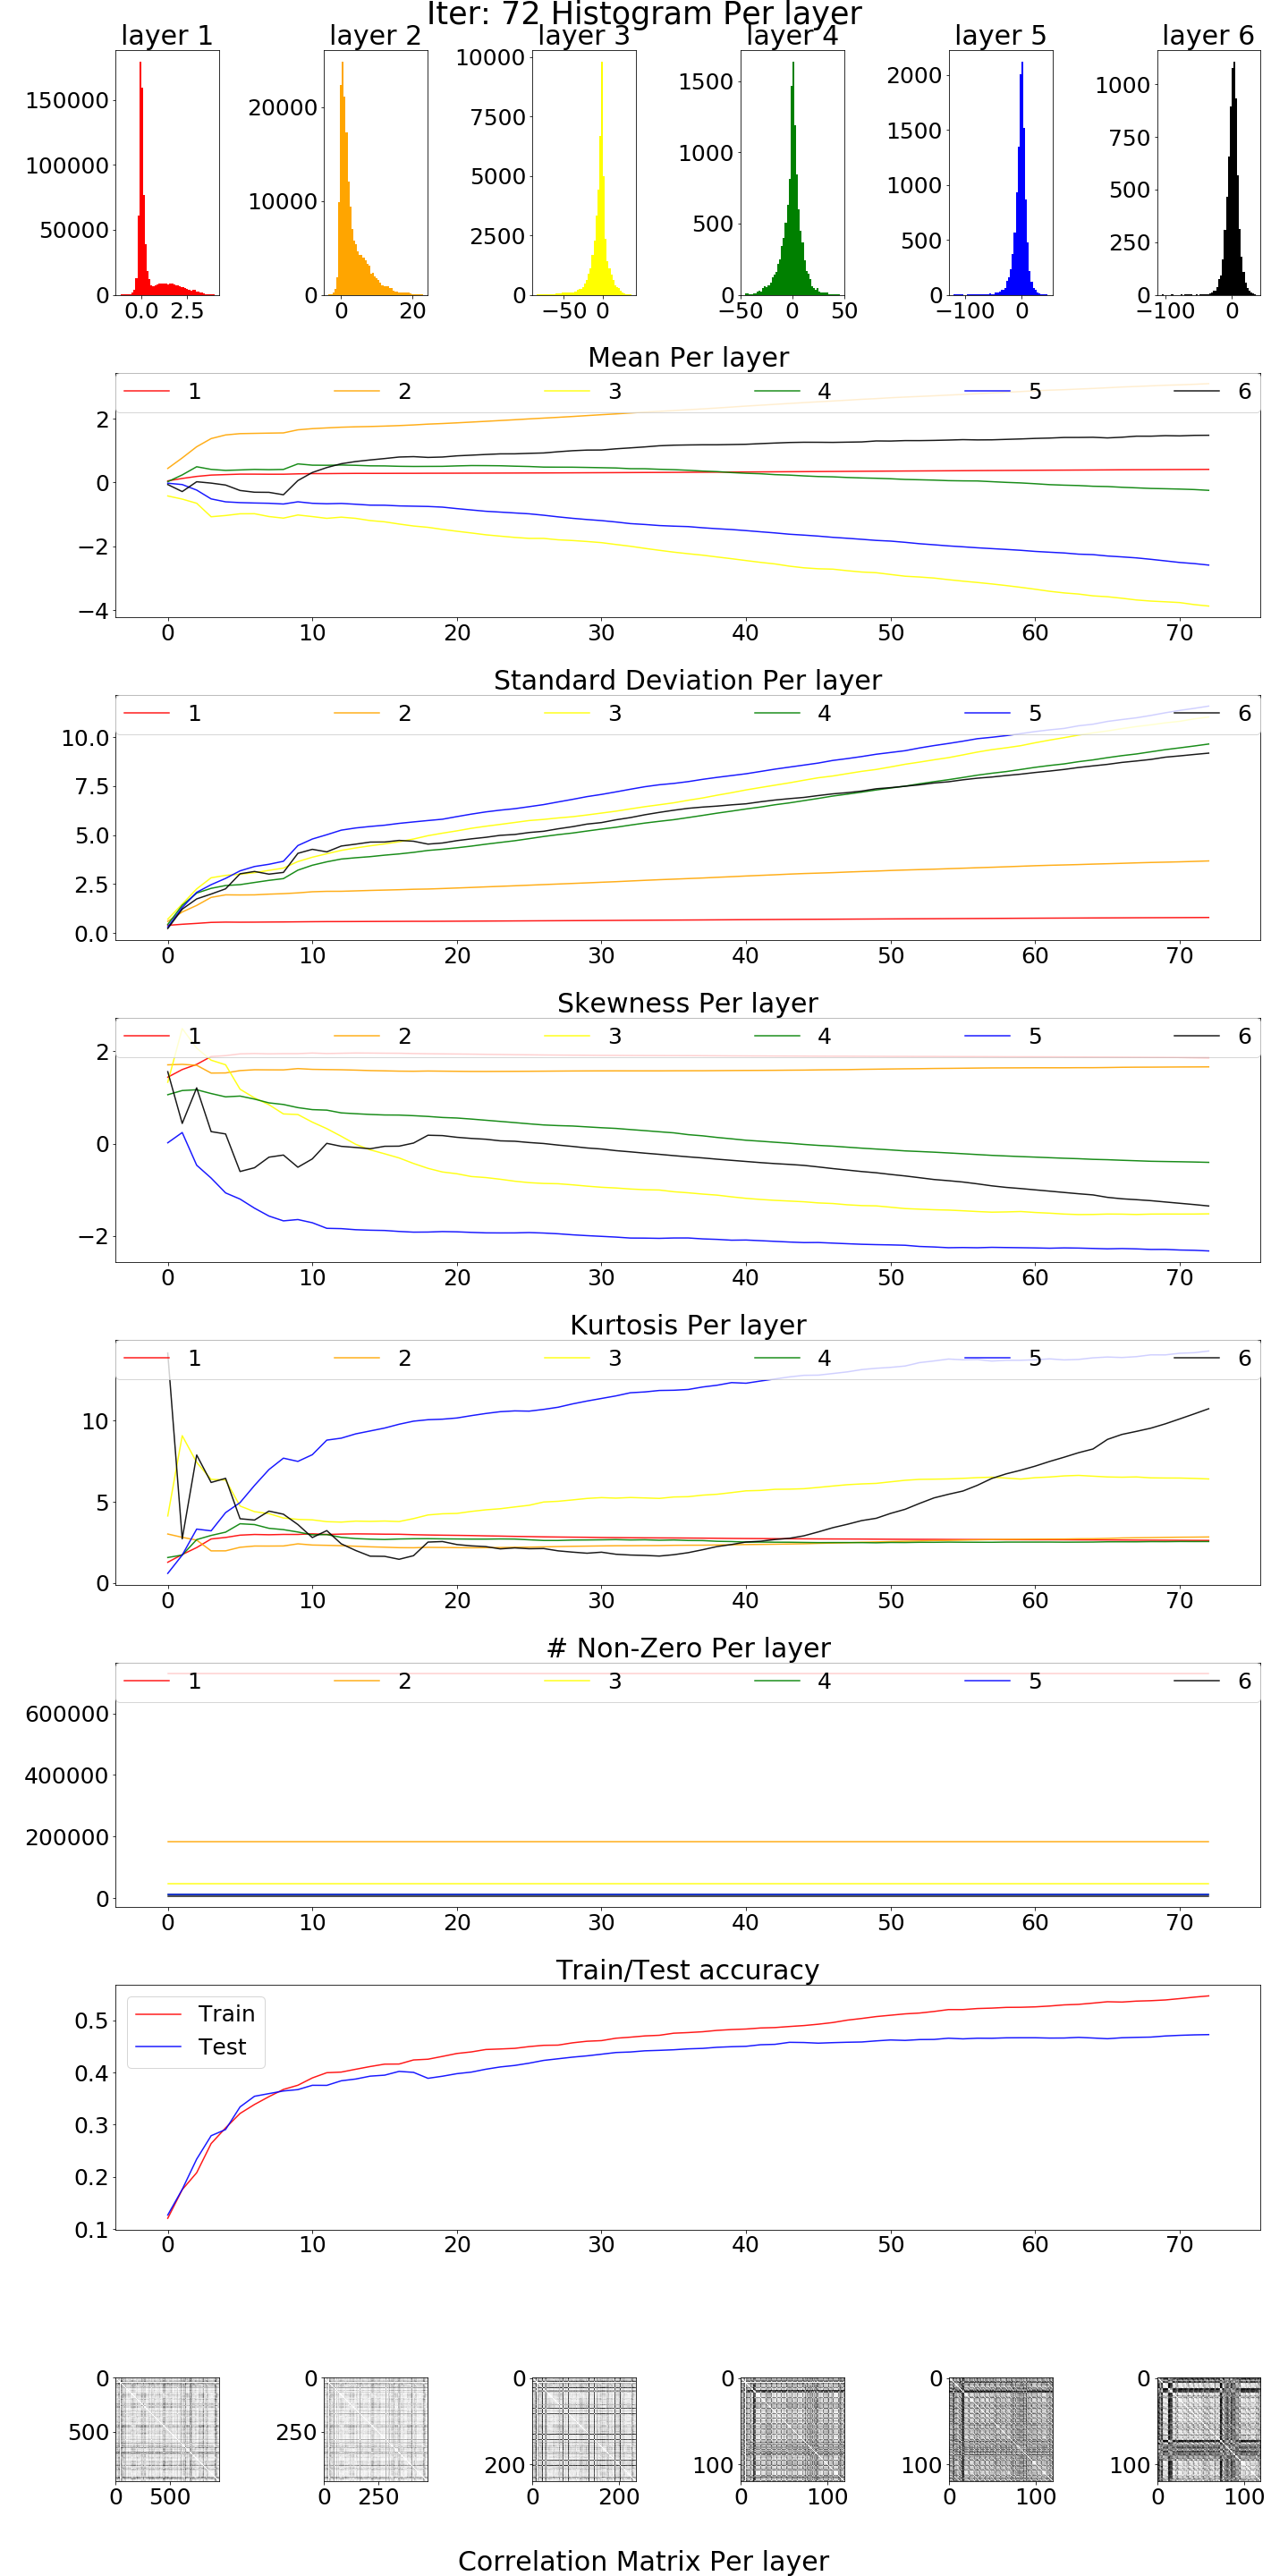 Iter: 72 Histogram Per layer
layer 1 layer 2 layer 3 layer 4 layer 5 layer 6
150000 100000 50000 0
0.0 2.5
20000 10000 0
0 20
10000 7500 5000 2500 0
−50 0
1500 1000 500 0
−50 0 50
2000 1500 1000 500 0
−100 0
1000 750 500 250 0
−100 0
Mean Per layer
1 2 3 4 5 6
2
0
−2
−4
0 10 20 30 40 50 60 70
Standard Deviation Per layer
1 2 3 4 5 6
10.0
7.5
5.0
2.5
0.0
0 10 20 30 40 50 60 70
Skewness Per layer
1 2 3 4 5 6
2
0
−2
0 10 20 30 40 50 60 70
Kurtosis Per layer
1 2 3 4 5 6
10
5
0
0 10 20 30 40 50 60 70
# Non-Zero Per layer
1 2 3 4 5 6
600000
400000
200000
0
0 10 20 30 40 50 60 70
Train/Test accuracy
Train
Test
0.5
0.4
0.3
0.2
0.1
0 10 20 30 40 50 60 70
0 500
0 500
0 250
0 250
0 200
0 200
0 100
0 100
0 100
0 100
0 100
0 100
Correlation Matrix Per layer